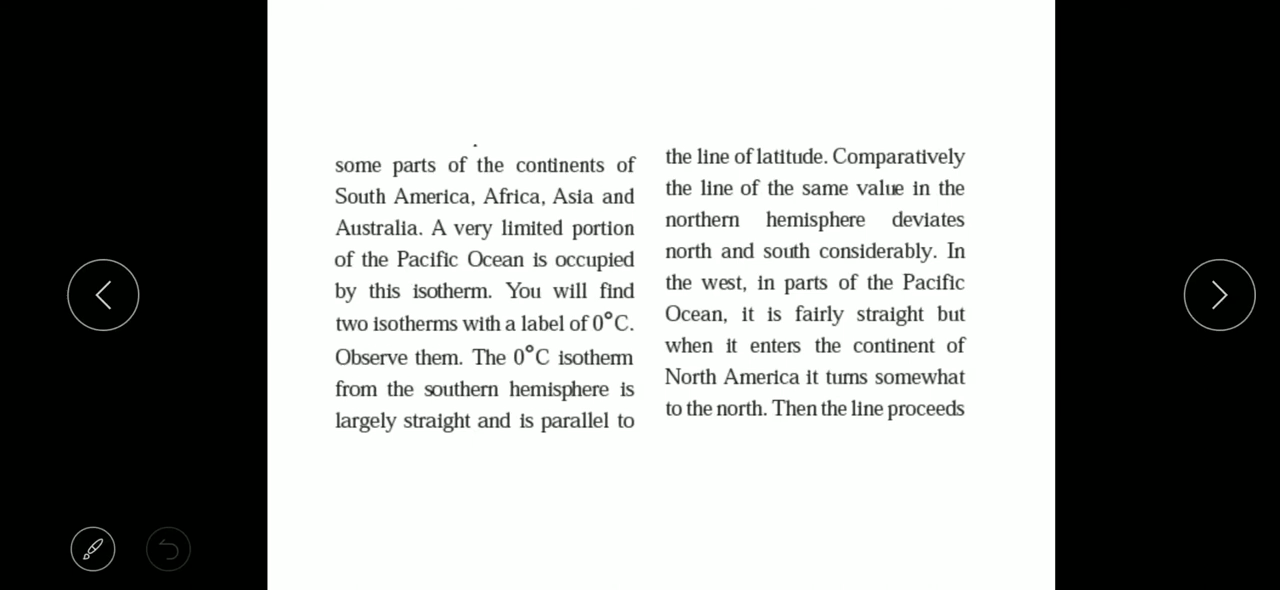 some parts of the continents of
South America, Africa, Asia and
Australia. A very limited portion
of the Pacific Ocean is occupied
by this isotherm. You will find
two isotherms with a label of 0°C.
Observe them. The 0°C isotherm
from the southern hemisphere is
largely straight and is parallel to
the line of latitude. Comparatively
the line of the same value in the
northern hemisphere deviates
north and south considerably. In
the west, in parts of the Pacific
Ocean, it is fairly straight but
when it enters the continent of
North America it turns somewhat
to the north. Then the line proceeds